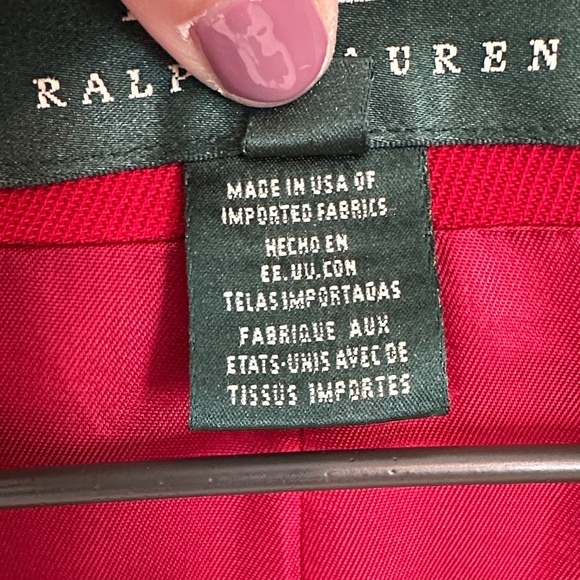 RALP AUREN
MADE IN USA OF
IMPORTED FABRICS
HECHO EN
EE.UU.CON
TELAS IMPORTADAS
FABRIQUE AUX
ETATS-UNIS AVEC DE
TISSUS IMPORTES